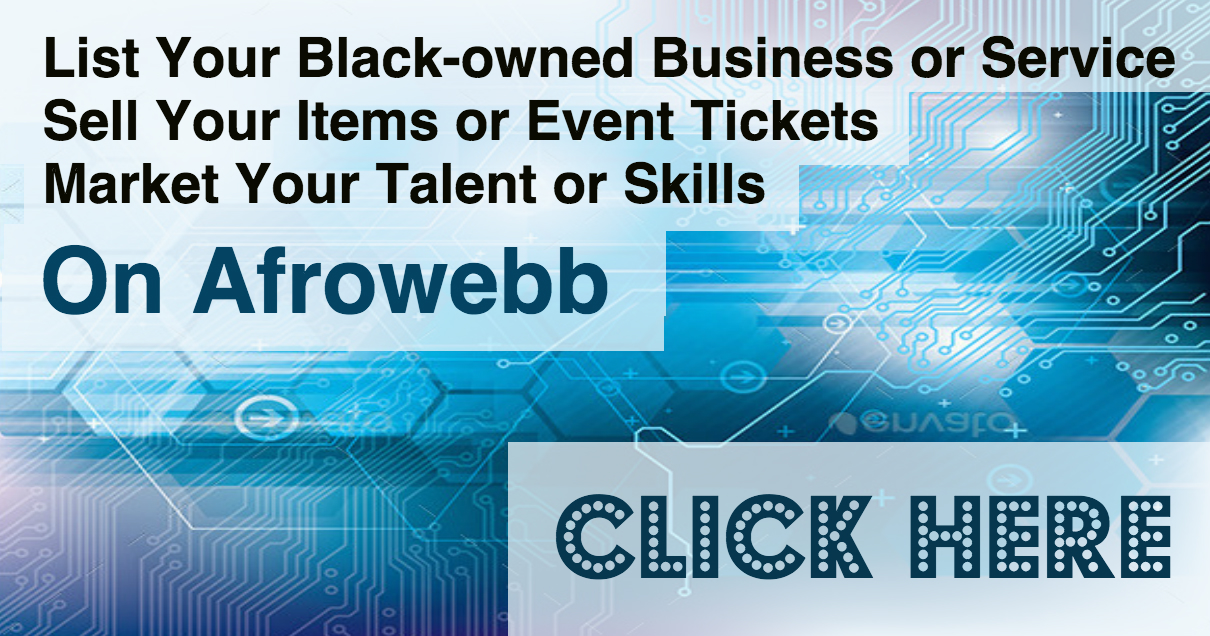 List Your Black-owned Business or Service
Sell Your Items or Event Tickets
Market Your Talent or Skills
On Afrowebb
envato
CLICK HERE